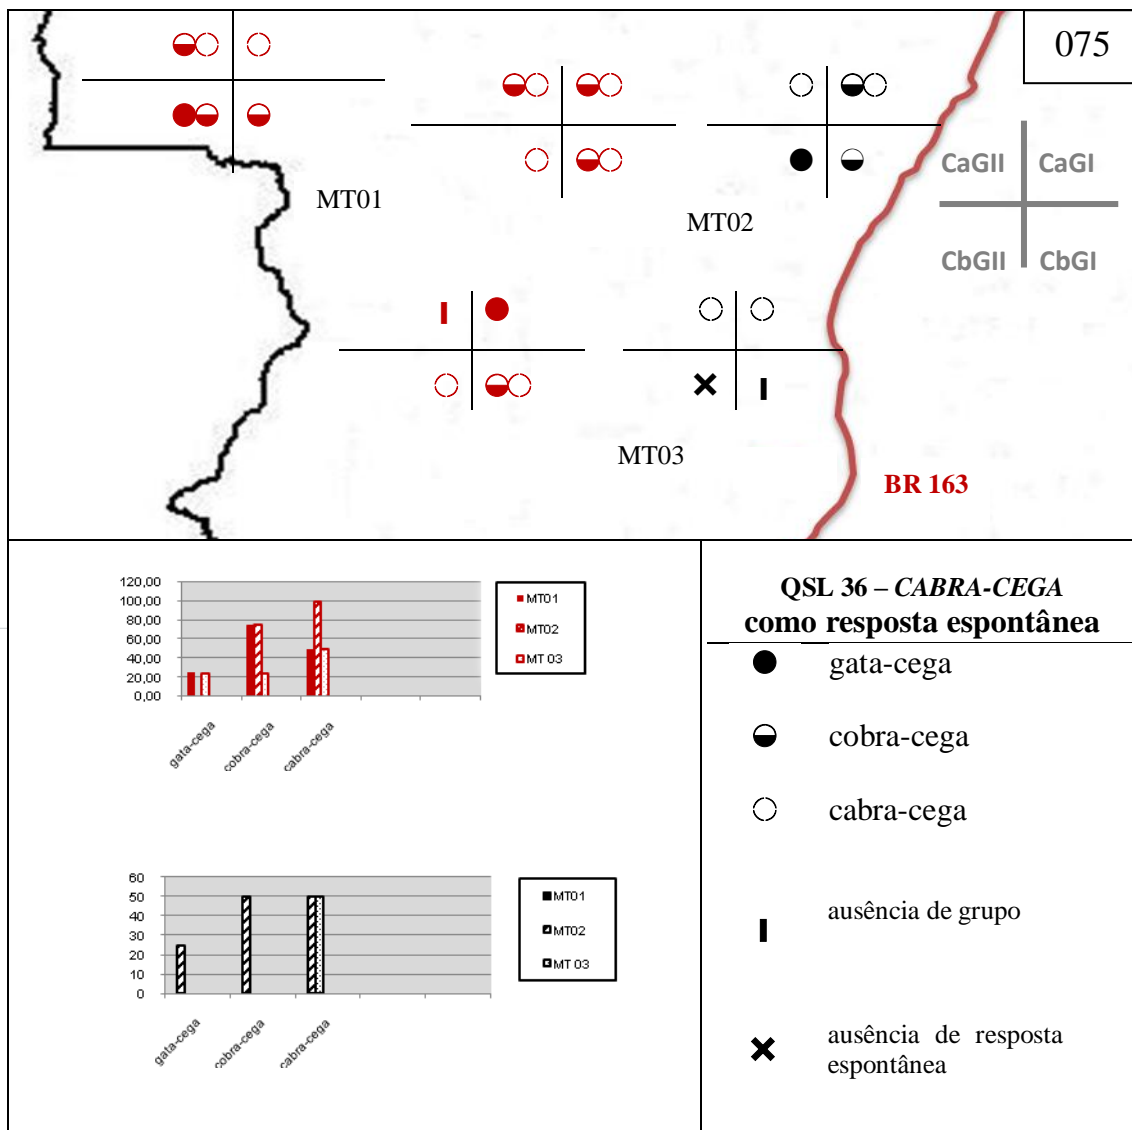 075
CaGII CaGI
CbGII CbGI
MT01
MT02
MT03
BR 163
120,00
100,00
80,00
60,00
40,00
20,00
0,00
gata-cega
cobra-cega
cabra-cega
MT01
MT02
MT 03
60
50
40
30
20
10
0
gata-cega
cobra-cega
cabra-cega
MT01
MT02
MT 03
QSL 36 – CABRA-CEGA
como resposta espontânea
gata-cega
cobra-cega
cabra-cega
ausência de grupo
ausência de resposta
espontânea